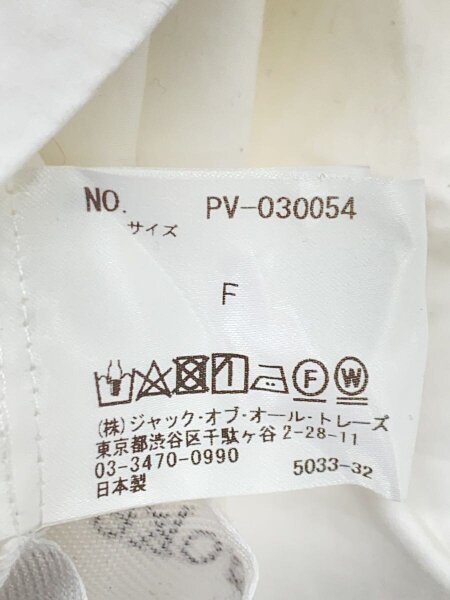 NO. PV-030054
サイズ
F
F W
(株)ジャック・オブ・オール・トレーズ
東京都渋谷区千駄ヶ谷 2-28-11
03-3470-0990 5033-32
日本製